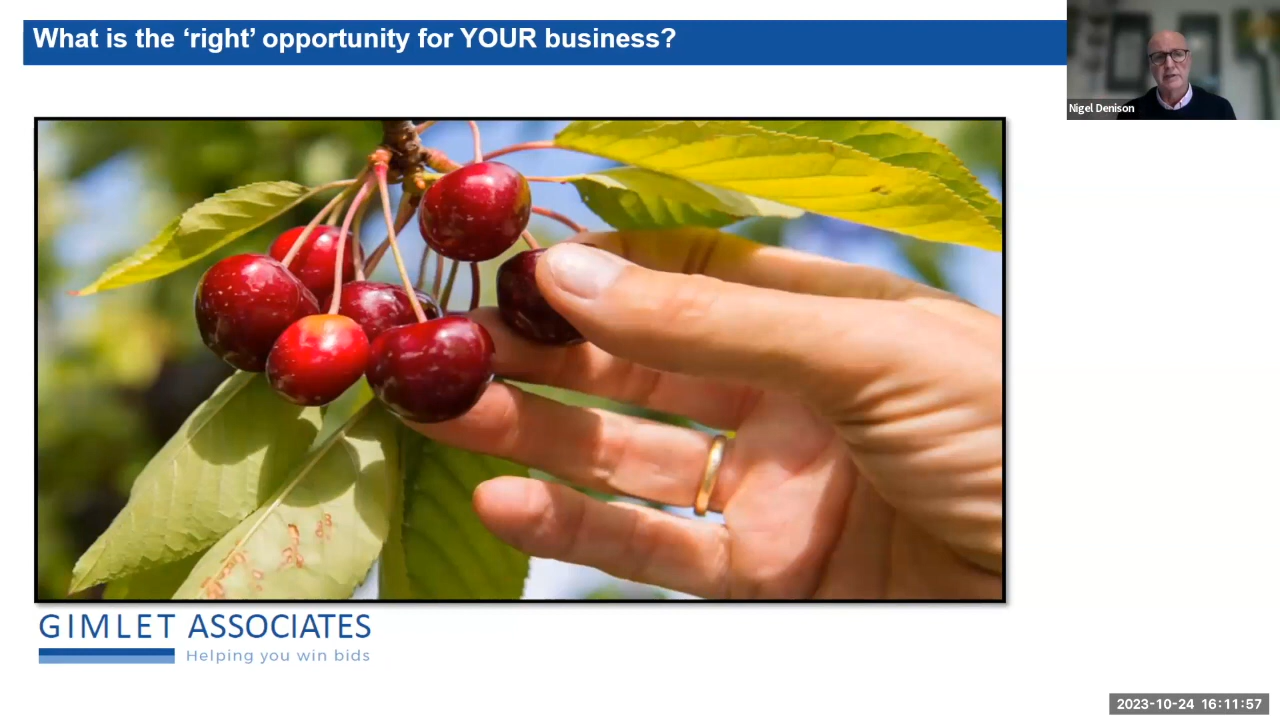 What is the ‘right’ opportunity for YOUR business?
Nigel Denison
GIMLET ASSOCIATES
Helping you win bids
2023-10-24 16:11:57